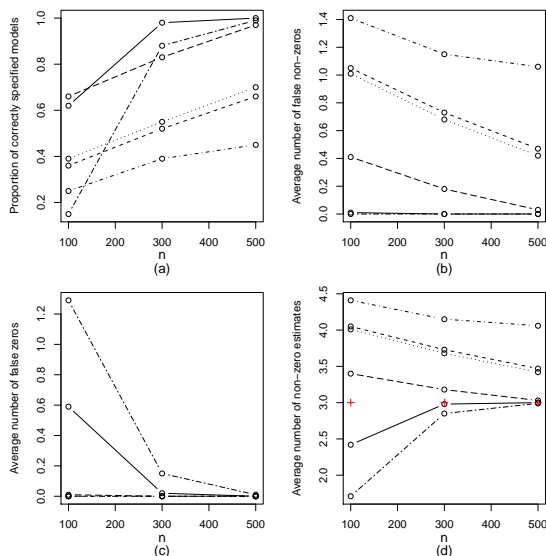 Proportion of correctly specified models
0.2 0.4 0.6 0.8 1.0
100 200 300 400 500
n
(a)
Average number of false non−zeros
0.0 0.2 0.4 0.6 0.8 1.0 1.2 1.4
100 200 300 400 500
n
(b)
Average number of false zeros
0.0 0.2 0.4 0.6 0.8 1.0 1.2
100 200 300 400 500
n
(c)
Average number of non−zero estimates
2.0 2.5 3.0 3.5 4.0 4.5
100 200 300 400 500
n
(d)